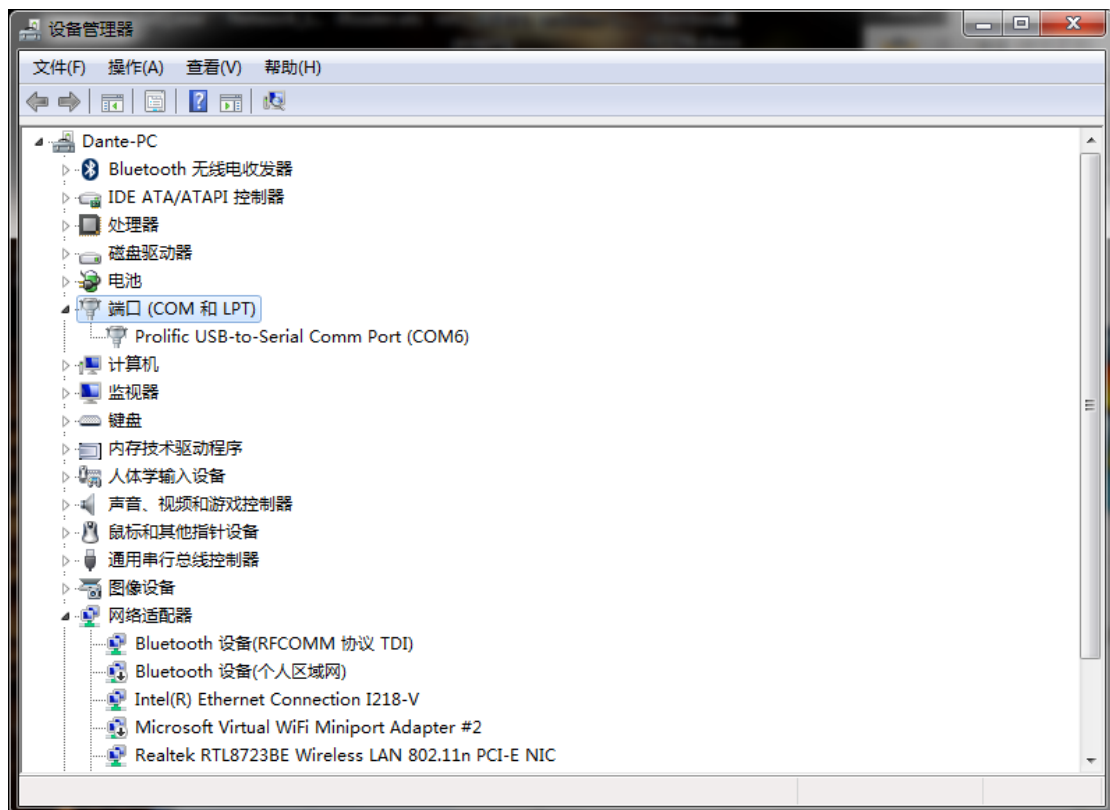 设备管理器
文件(F) 操作(A) 查看(V) 帮助(H)
Dante-PC
Bluetooth 无线电收发器
IDE ATA/ATAPI 控制器
处理器
磁盘驱动器
电池
端口 (COM 和 LPT)
Prolific USB-to-Serial Comm Port (COM6)
计算机
监视器
键盘
内存技术驱动程序
人体学输入设备
声音、视频和游戏控制器
鼠标和其他指针设备
通用串行总线控制器
图像设备
网络适配器
Bluetooth 设备(RFCOMM 协议 TDI)
Bluetooth 设备(个人区域网)
Intel(R) Ethernet Connection I218-V
Microsoft Virtual WiFi Miniport Adapter #2
Realtek RTL8723BE Wireless LAN 802.11n PCI-E NIC